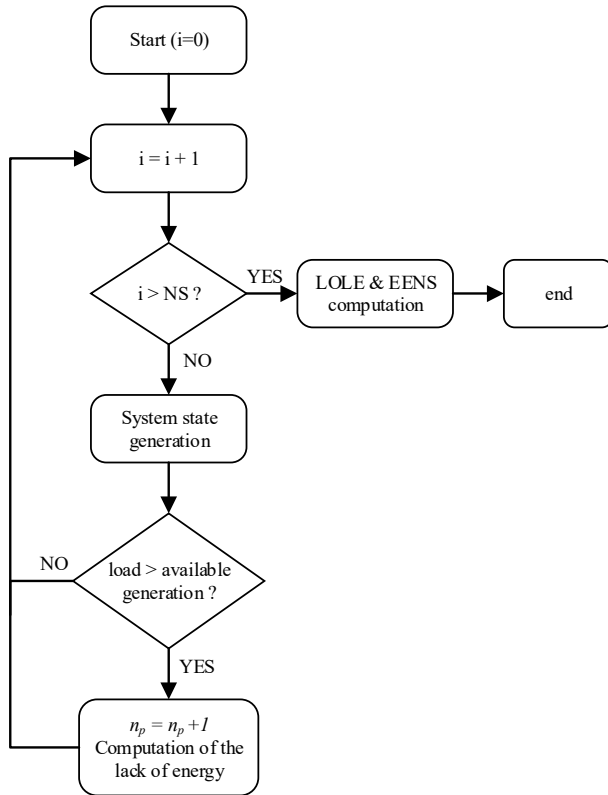 Start (i=0)
i = i + 1
i > NS ?
YES
LOLE & EENS
computation
end
NO
System state
generation
NO
load > available
generation ?
YES
n_p = n_p +1
Computation of the
lack of energy